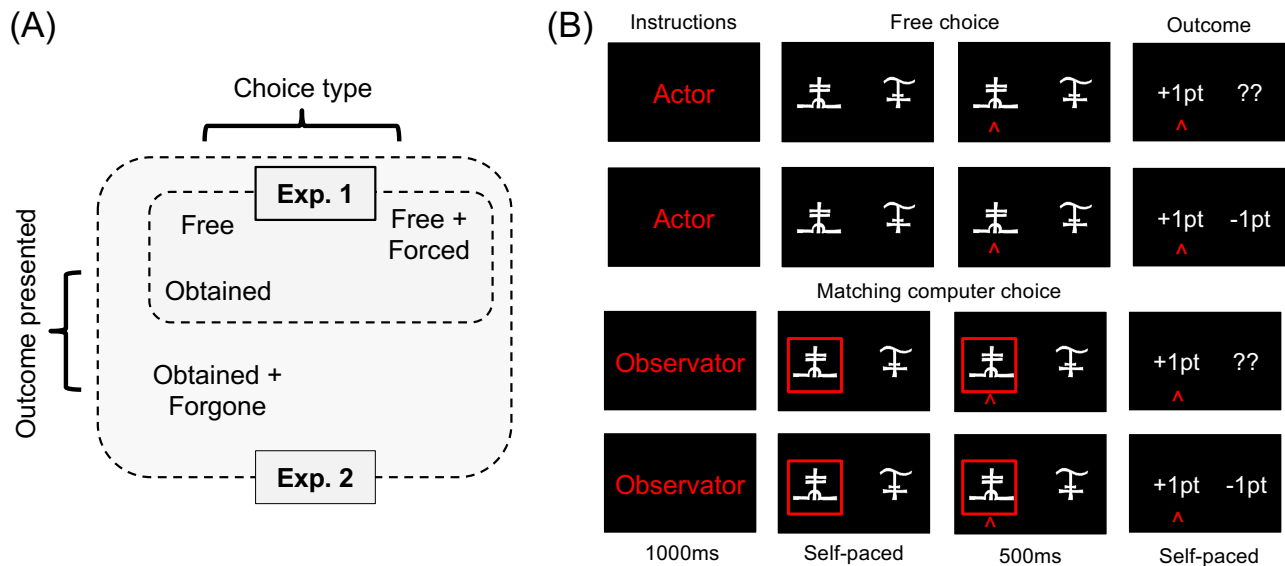 (A)
Choice type
Outcome presented
Exp. 1
Free
Free +
Forced
Obtained
Obtained +
Forgone
Exp. 2
(B)
Instructions Free choice Outcome
Actor
+1pt ??
^
^
Actor
+1pt -1pt
^
^
Matching computer choice
Observator
+1pt ??
^
^
Observator
+1pt -1pt
^
^
1000ms Self-paced 500ms Self-paced